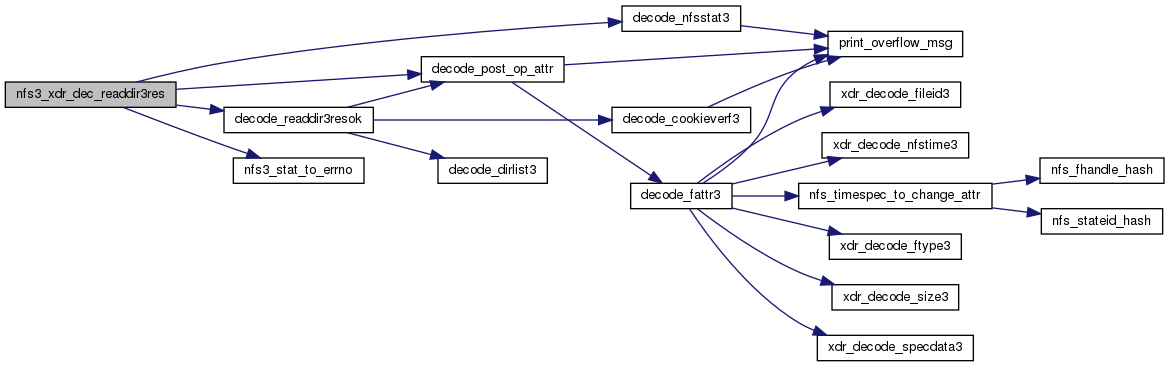 decode_nfsstat3
print_overflow_msg
decode_post_op_attr
nfs3_xdr_dec_readdir3res
xdr_decode_fileid3
decode_readdir3resok
decode_cookieverf3
xdr_decode_nfstime3
nfs3_stat_to_errno
decode_dirlist3
nfs_fhandle_hash
decode_fattr3
nfs_timespec_to_change_attr
nfs_stateid_hash
xdr_decode_ftype3
xdr_decode_size3
xdr_decode_specdata3